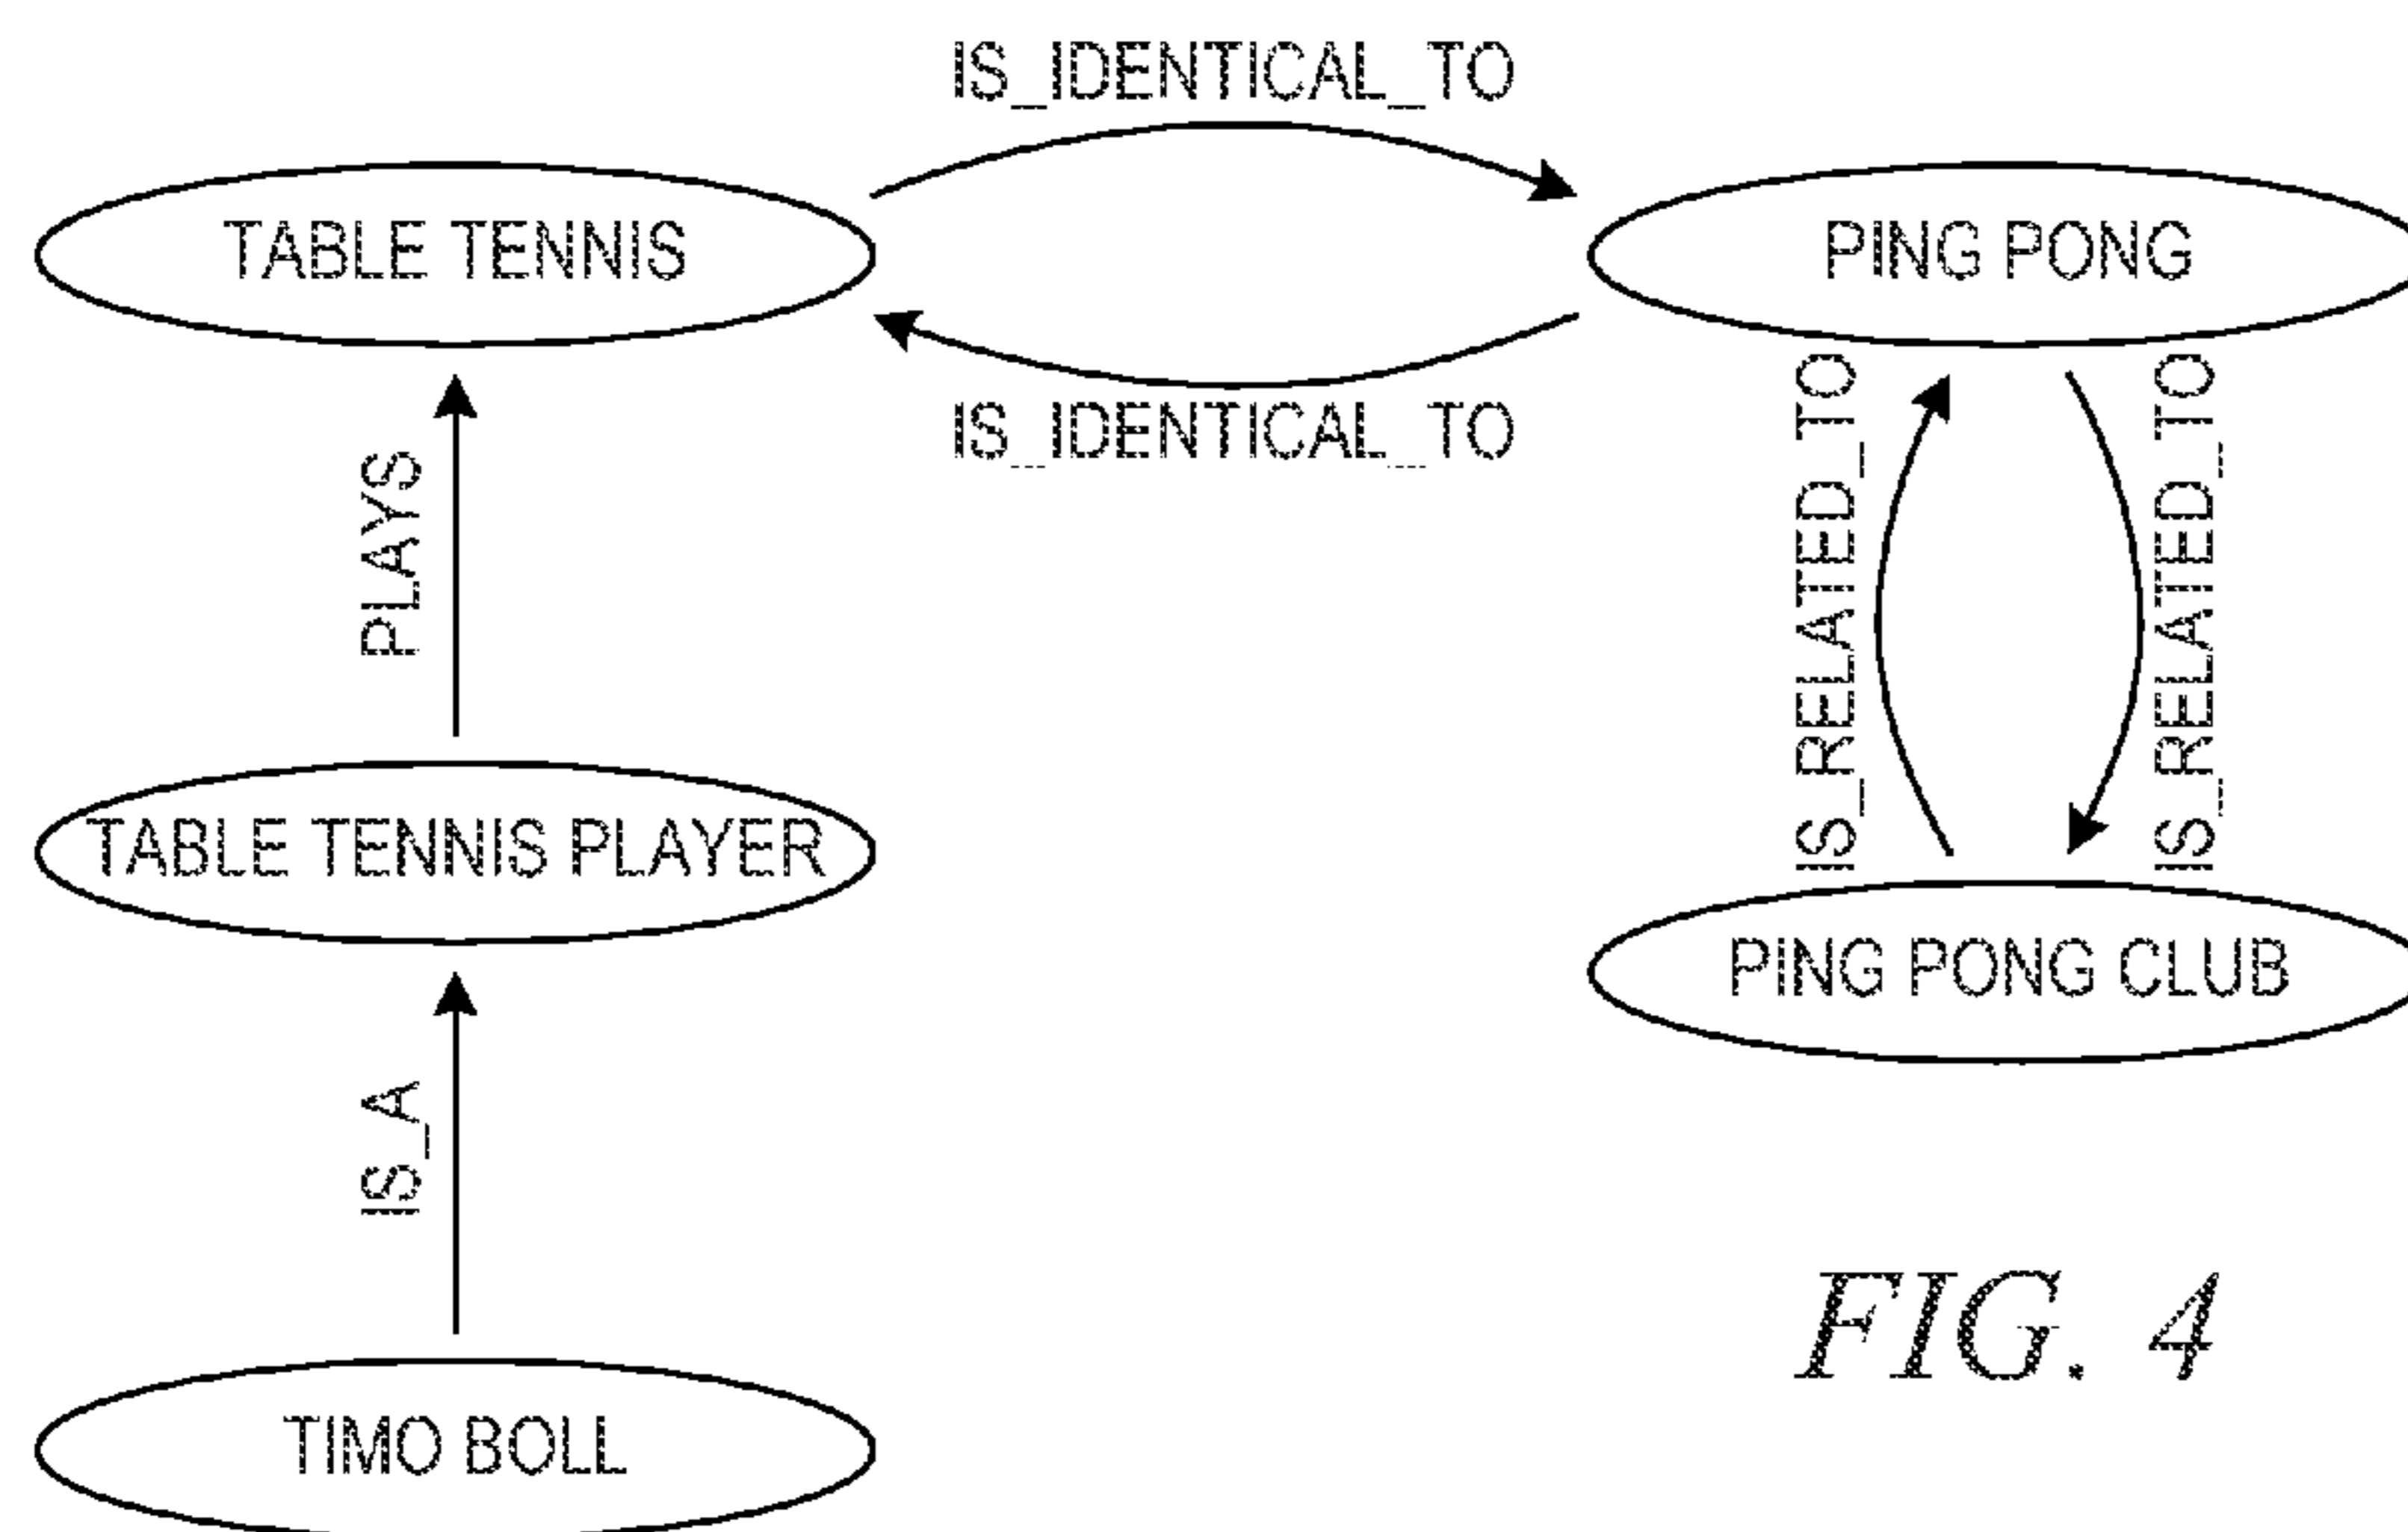 IS_IDENTICAL_TO
TABLE TENNIS
PING PONG
IS_IDENTICAL_TO
PLAYS
IS_RELATED_TO
IS_RELATED_TO
TABLE TENNIS PLAYER
PING PONG CLUB
IS_A
FIG. 4
TIMO BOLL